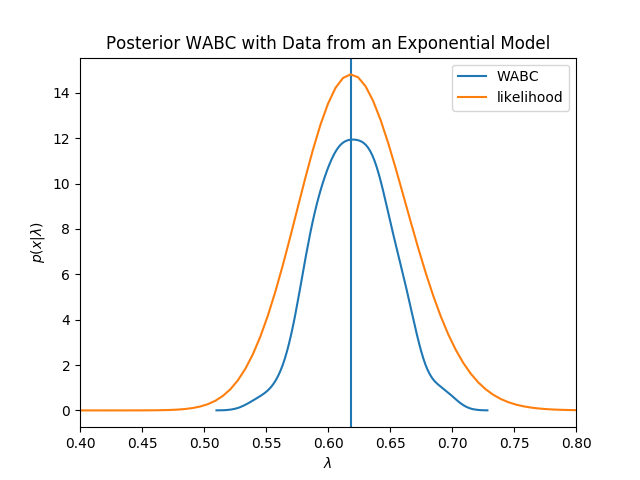 Posterior WABC with Data from an Exponential Model
WABC
likelihood
p(x|λ)
14
12
10
8
6
4
2
0
0.40 0.45 0.50 0.55 0.60 0.65 0.70 0.75 0.80
λ